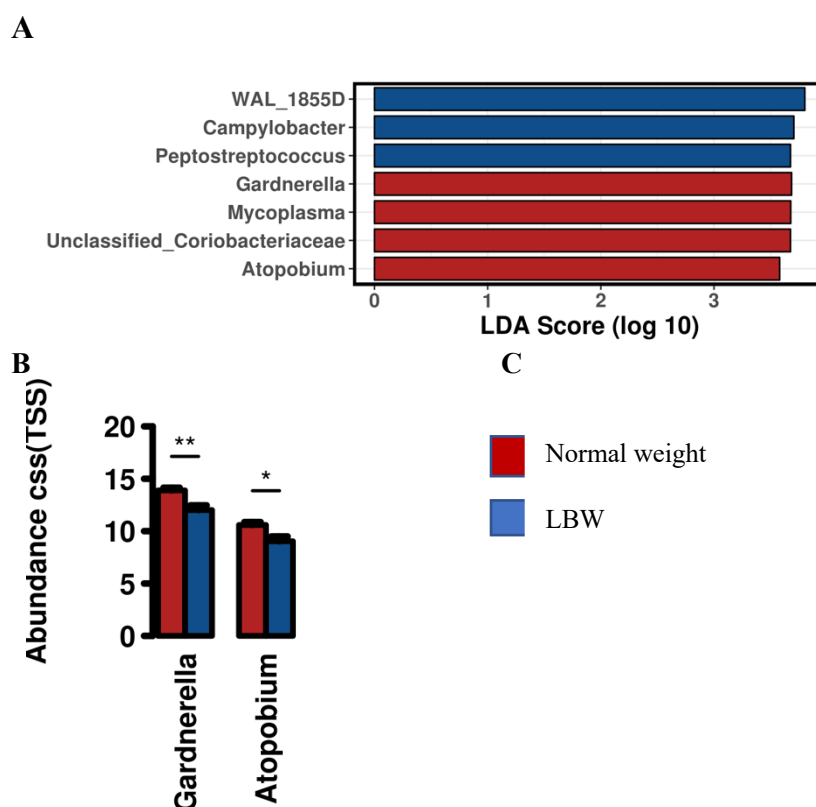 A
WAL_1855D
Campylobacter
Peptostreptococcus
Gardnerella
Mycoplasma
Unclassified_Coriobacteriaceae
Atopobium
0 1 2 3
LDA Score (log 10)
B
Abundance css(TSS)
20
15
10
5
0
**
*
Gardnerella
Atopobium
C
Normal weight
LBW